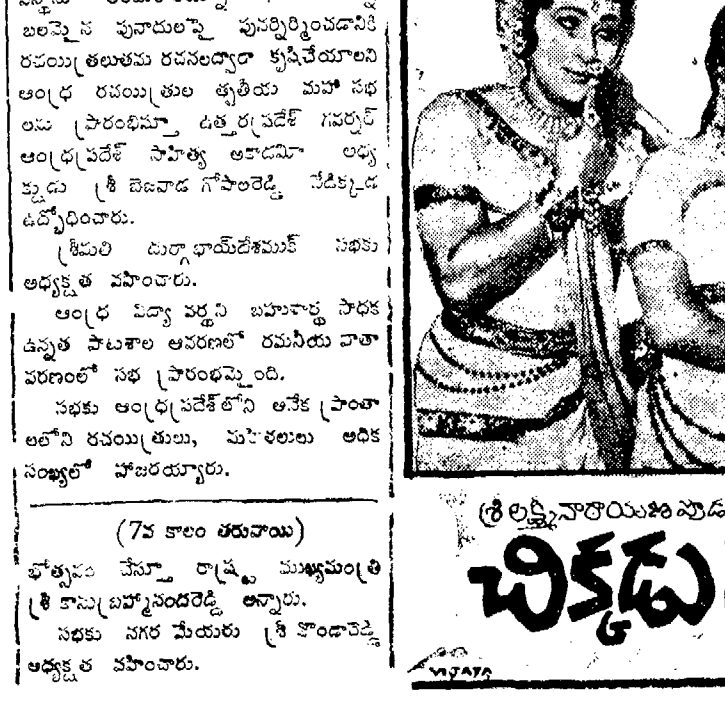 బలమైన పునాదులపై పునర్నిర్మించడానికి
రచయిత్రులుతమ రచనలద్వారా కృషిచేయాలని
ఆంధ్ర రచయిత్రుల తృతీయ మహా సభ
లను ప్రారంభిస్తూ ఉత్తరప్రదేశ్ గవర్నర్
ఆంధ్రప్రదేశ్ సాహిత్య అకాడమీ అధ్య
క్షుడు శ్రీ బెజవాడ గోపాలరెడ్డి నేడిక్కడ
ఉద్బోధించారు.
శ్రీమతి దుర్గాభాయ్‌దేశముఖ్ సభకు
అధ్యక్షత వహించారు.
ఆంధ్ర విద్యా వర్ధని బహుళార్థ సాధక
ఉన్నత పాఠశాల ఆవరణలో రమనీయ వాతా
వరణంలో సభ ప్రారంభమైంది.
సభకు ఆంధ్రప్రదేశ్‌లోని అనేక ప్రాంతా
లలోని రచయిత్రులు, మహిళలులు అధిక
సంఖ్యలో హాజరయ్యారు.
(7వ కాలం తరువాయి)
భోత్సవం చేస్తూ రాష్ట్ర ముఖ్యమంత్రి
శ్రీ కాసుబ్రహ్మానందరెడ్డి అన్నారు.
సభకు నగర మేయరు శ్రీ కొండాచెడ్డి
అధ్యక్షత వహించారు.
శ్రీ లక్ష్మీనారాయణ
చిక్కడు
VIJAYA